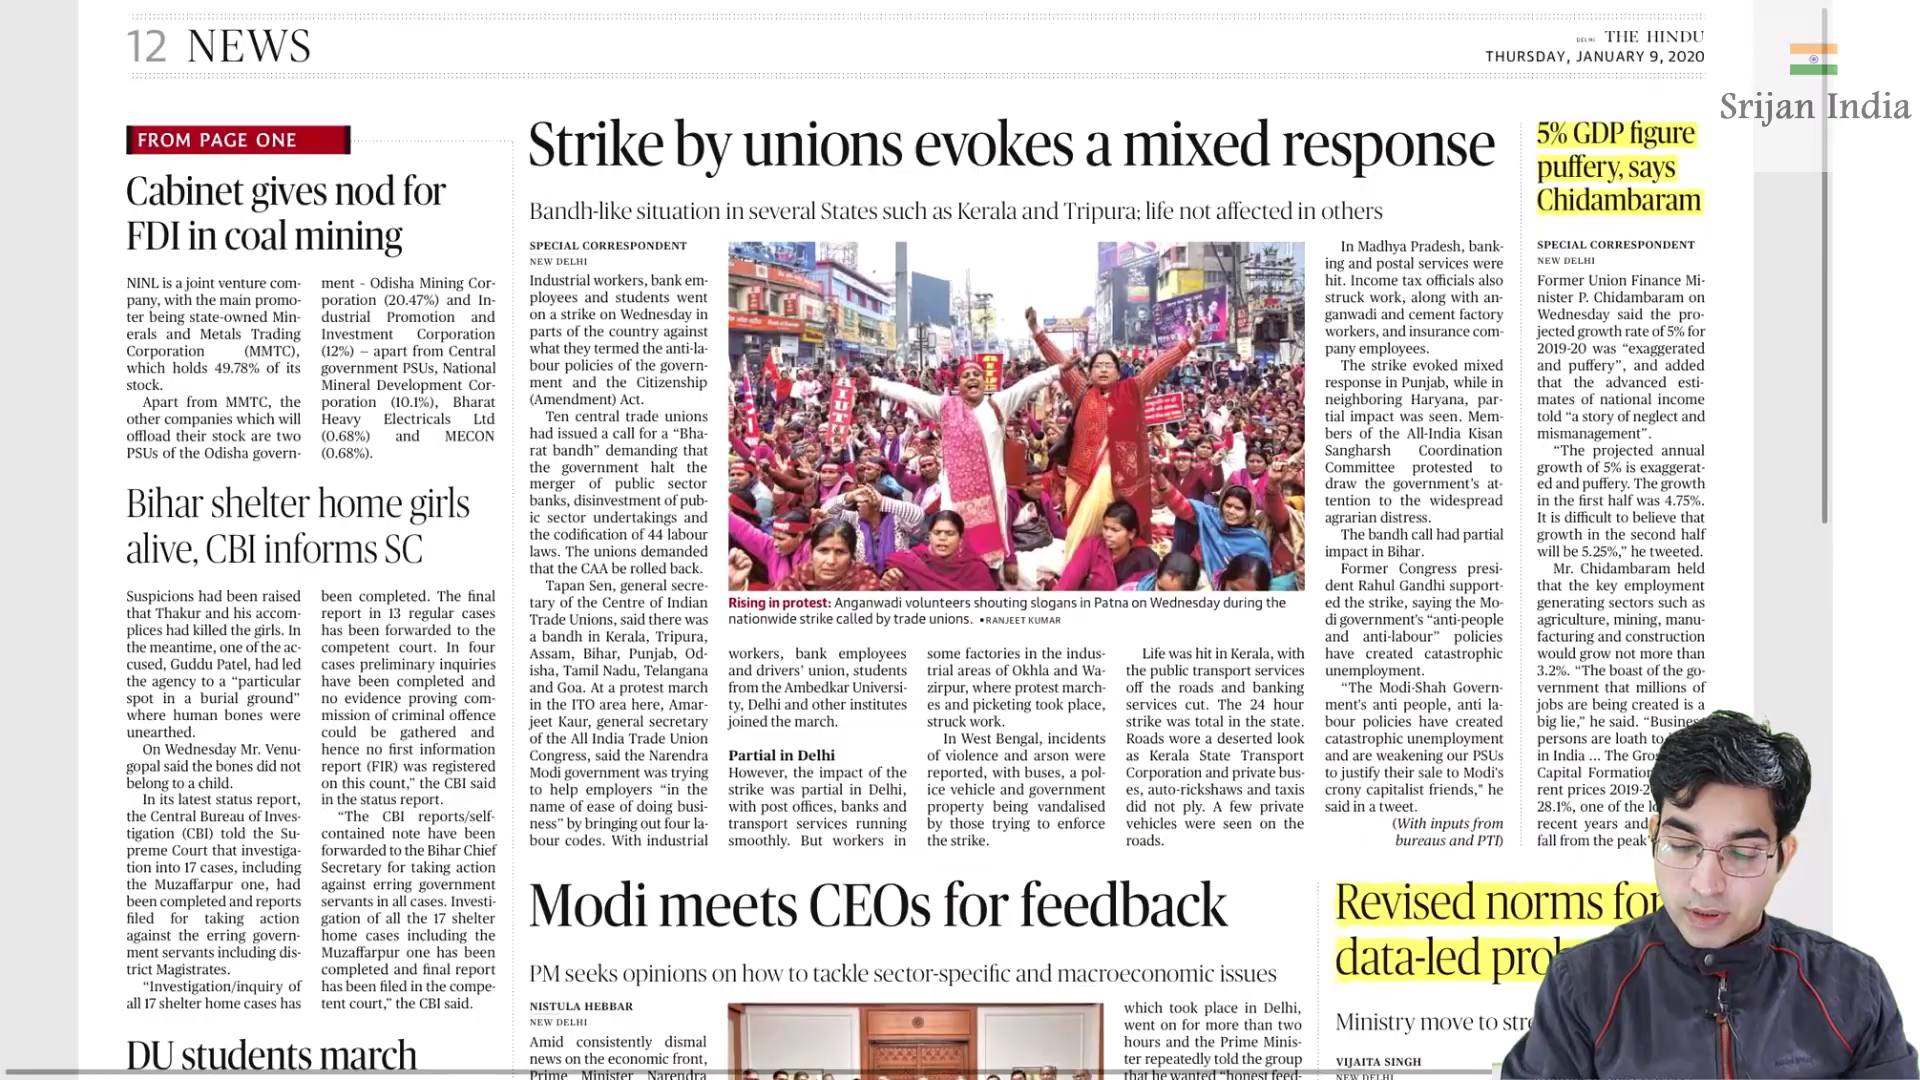 12 NEWS
DELHI THE HINDU
THURSDAY, JANUARY 9, 2020
Srijan India
FROM PAGE ONE
Cabinet gives nod for
FDI in coal mining
NINL is a joint venture com-
pany, with the main promo-
ter being state-owned Min-
erals and Metals Trading
Corporation (MMTC),
which holds 49.78% of its
stock.
Apart from MMTC, the
other companies which will
offload their stock are two
PSUs of the Odisha govern-
ment - Odisha Mining Cor-
poration (20.47%) and In-
dustrial Promotion and
Investment Corporation
(12%) – apart from Central
government PSUs, National
Mineral Development Cor-
poration (10.1%), Bharat
Heavy Electricals Ltd
(0.68%) and MECON
(0.68%).
Bihar shelter home girls
alive, CBI informs SC
Suspicions had been raised
that Thakur and his accom-
plices had killed the girls. In
the meantime, one of the ac-
cused, Guddu Patel, had led
the agency to a “particular
spot in a burial ground”
where human bones were
unearthed.
On Wednesday Mr. Venu-
gopal said the bones did not
belong to a child.
In its latest status report,
the Central Bureau of Inves-
tigation (CBI) told the Su-
preme Court that investiga-
tion into 17 cases, including
the Muzaffarpur one, had
been completed and reports
filed for taking action
against the erring govern-
ment servants including dis-
trict Magistrates.
“Investigation/inquiry of
all 17 shelter home cases has
been completed. The final
report in 13 regular cases
has been forwarded to the
competent court. In four
cases preliminary inquiries
have been completed and
no evidence proving com-
mission of criminal offence
could be gathered and
hence no first information
report (FIR) was registered
on this count,” the CBI said
in the status report.
“The CBI reports/self-
contained note have been
forwarded to the Bihar Chief
Secretary for taking action
against erring government
servants in all cases. Investi-
gation of all the 17 shelter
home cases including the
Muzaffarpur one has been
completed and final report
has been filed in the compe-
tent court,” the CBI said.
DU students march
Strike by unions evokes a mixed response
Bandh-like situation in several States such as Kerala and Tripura; life not affected in others
SPECIAL CORRESPONDENT
NEW DELHI
Industrial workers, bank em-
ployees and students went
on a strike on Wednesday in
parts of the country against
what they termed the anti-la-
bour policies of the govern-
ment and the Citizenship
(Amendment) Act.
Ten central trade unions
had issued a call for a “Bha-
rat bandh” demanding that
the government halt the
merger of public sector
banks, disinvestment of pub-
lic sector undertakings and
the codification of 44 labour
laws. The unions demanded
that the CAA be rolled back.
Tapan Sen, general secre-
tary of the Centre of Indian
Trade Unions, said there was
a bandh in Kerala, Tripura,
Assam, Bihar, Punjab, Od-
isha, Tamil Nadu, Telangana
and Goa. At a protest march
in the ITO area here, Amar-
jeet Kaur, general secretary
of the All India Trade Union
Congress, said the Narendra
Modi government was trying
to help employers “in the
name of ease of doing busi-
ness” by bringing out four la-
bour codes. With industrial
Rising in protest: Anganwadi volunteers shouting slogans in Patna on Wednesday during the
nationwide strike called by trade unions. ▪ RANJEET KUMAR
workers, bank employees
and drivers’ union, students
from the Ambedkar Universi-
ty, Delhi and other institutes
joined the march.
Partial in Delhi
However, the impact of the
strike was partial in Delhi,
with post offices, banks and
transport services running
smoothly. But workers in
some factories in the indus-
trial areas of Okhla and Wa-
zirpur, where protest march-
es and picketing took place,
struck work.
In West Bengal, incidents
of violence and arson were
reported, with buses, a pol-
ice vehicle and government
property being vandalised
by those trying to enforce
the strike.
Life was hit in Kerala, with
the public transport services
off the roads and banking
services cut. The 24 hour
strike was total in the state.
Roads wore a deserted look
as Kerala State Transport
Corporation and private bus-
es, auto-rickshaws and taxis
did not ply. A few private
vehicles were seen on the
roads.
In Madhya Pradesh, bank-
ing and postal services were
hit. Income tax officials also
struck work, along with an-
ganwadi and cement factory
workers, and insurance com-
pany employees.
The strike evoked mixed
response in Punjab, while in
neighboring Haryana, par-
tial impact was seen. Mem-
bers of the All-India Kisan
Sangharsh Coordination
Committee protested to
draw the government’s at-
tention to the widespread
agrarian distress.
The bandh call had partial
impact in Bihar.
Former Congress presi-
dent Rahul Gandhi support-
ed the strike, saying the Mo-
di government’s “anti-people
and anti-labour” policies
have created catastrophic
unemployment.
“The Modi-Shah Govern-
ment’s anti people, anti la-
bour policies have created
catastrophic unemployment
and are weakening our PSUs
to justify their sale to Modi’s
crony capitalist friends,” he
said in a tweet.
(With inputs from
bureaus and PTI)
5% GDP figure
puffery, says
Chidambaram
SPECIAL CORRESPONDENT
NEW DELHI
Former Union Finance Mi-
nister P. Chidambaram on
Wednesday said the pro-
jected growth rate of 5% for
2019-20 was “exaggerated
and puffery”, and added
that the advanced esti-
mates of national income
told “a story of neglect and
mismanagement”.
“The projected annual
growth of 5% is exaggerat-
ed and puffery. The growth
in the first half was 4.75%.
It is difficult to believe that
growth in the second half
will be 5.25%,” he tweeted.
Mr. Chidambaram held
that the key employment
generating sectors such as
agriculture, mining, manu-
facturing and construction
would grow not more than
3.2%. “The boast of the go-
vernment that millions of
jobs are being created is a
big lie,” he said. “Business
persons are loath to
in India ... The Gro
Capital Formation
rent prices 2019-2
28.1%, one of the lo
recent years and
fall from the peak
Modi meets CEOs for feedback
PM seeks opinions on how to tackle sector-specific and macroeconomic issues
NISTULA HEBBAR
NEW DELHI
Amid consistently dismal
news on the economic front,
Prime Minister Narendra
which took place in Delhi,
went on for more than two
hours and the Prime Minis-
ter repeatedly told the group
that he wanted “honest feed-
Revised norms for
data-led pro
Ministry move to stre
VIJAITA SINGH
NEW DELHI